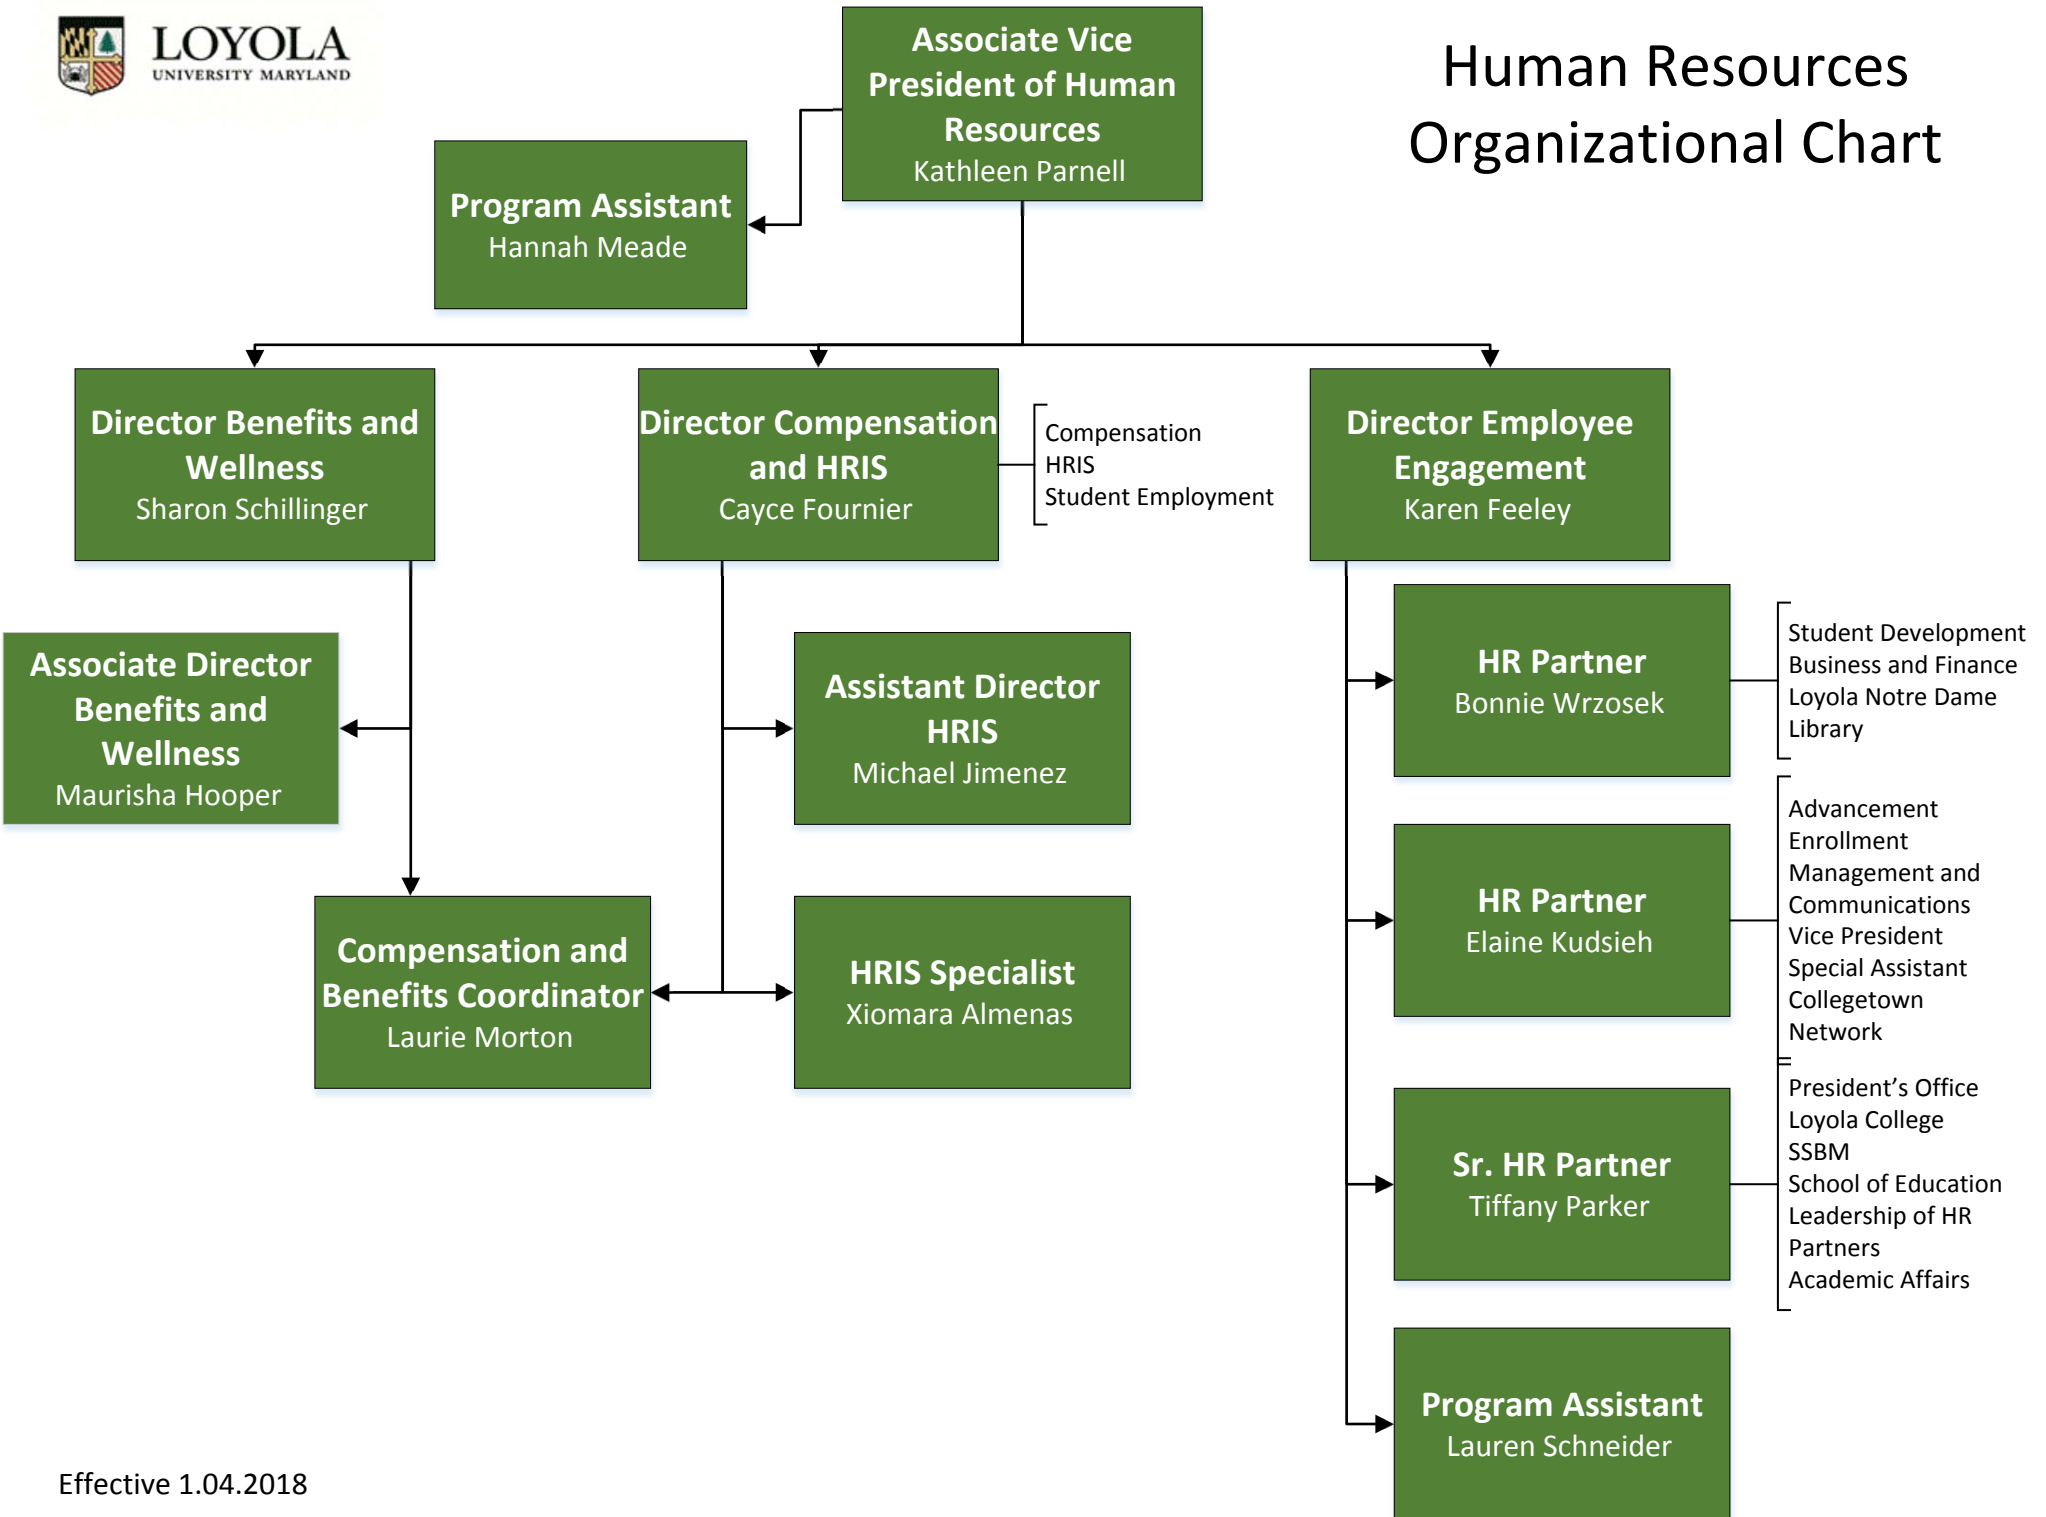 LOYOLA
UNIVERSITY MARYLAND
Associate Vice
President of Human
Resources
Kathleen Parnell
Human Resources
Organizational Chart
Program Assistant
Hannah Meade
Director Benefits and
Wellness
Sharon Schillinger
Director Compensation
and HRIS
Cayce Fournier
Compensation
HRIS
Student Employment
Director Employee
Engagement
Karen Feeley
Associate Director
Benefits and
Wellness
Maurisha Hooper
Assistant Director
HRIS
Michael Jimenez
HR Partner
Bonnie Wrzosek
Student Development
Business and Finance
Loyola Notre Dame
Library
Compensation and
Benefits Coordinator
Laurie Morton
HRIS Specialist
Xiomara Almenas
HR Partner
Elaine Kudsieh
Advancement
Enrollment
Management and
Communications
Vice President
Special Assistant
Collegetown
Network
Sr. HR Partner
Tiffany Parker
President’s Office
Loyola College
SSBM
School of Education
Leadership of HR
Partners
Academic Affairs
Program Assistant
Lauren Schneider
Effective 1.04.2018